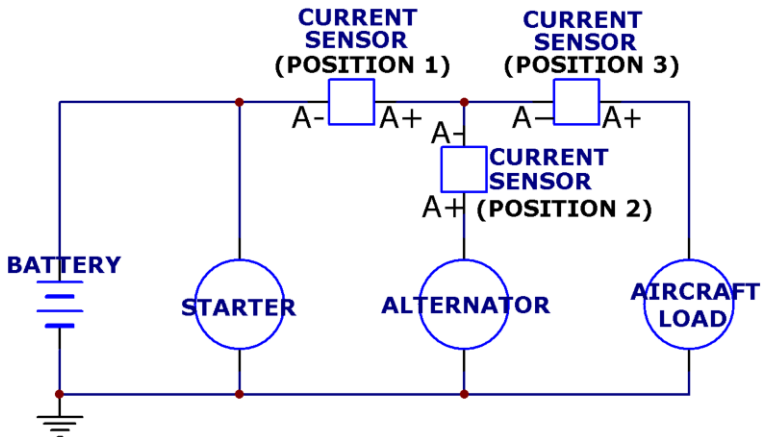 CURRENT
SENSOR
(POSITION 1)
CURRENT
SENSOR
(POSITION 3)
A-
A+
A-
A+
A-
CURRENT
SENSOR
A+
(POSITION 2)
BATTERY
STARTER
ALTERNATOR
AIRCRAFT
LOAD